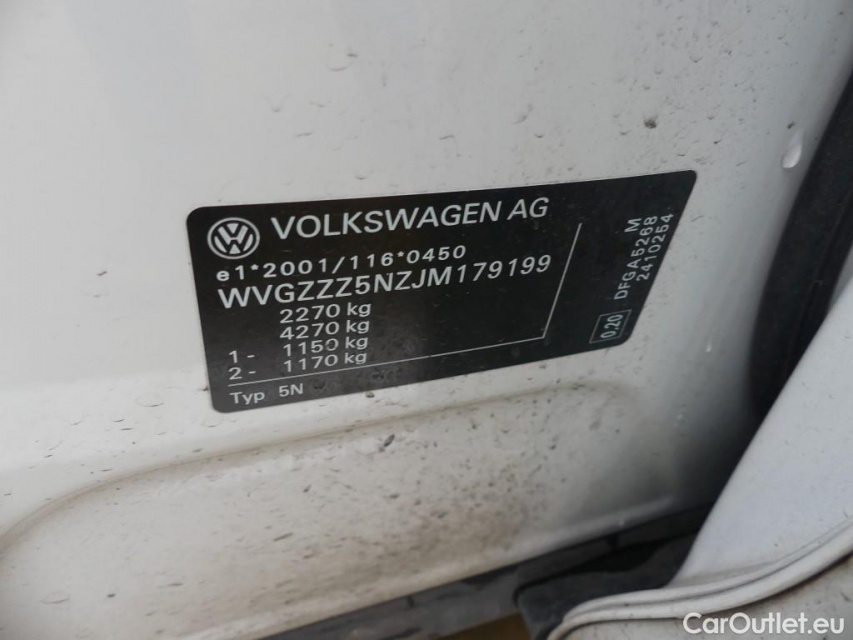 VOLKSWAGEN AG
e1*2001/116*0450
WVGZZZ5NZJM179199
2270 kg
4270 kg
1- 1150 kg
2- 1170 kg
Typ 5N
DFGA5268 M
2410254
0,20
CarOutlet.eu